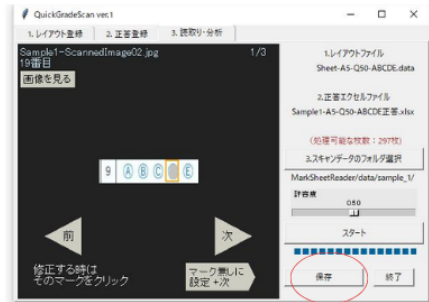 QuickGradeScan ver.1
1. レイアウト登録 2. 正答登録 3. 読取り・分析
Sample1-ScannedImage02.jpg 1/3
19番目
画像を見る
9 A B C E
前 次
修正する時は
そのマークをクリック
マーク無しに
設定 +次
1.レイアウトファイル
Sheet-A5-Q50-ABCDE.data
2.正答エクセルファイル
Sample1-A5-Q50-ABCDE正答.xlsx
(処理可能な枚数 : 297枚)
3.スキャンデータのフォルダ選択
MarkSheetReader/data/sample_1/
許容度
0.50
スタート
保存 終了